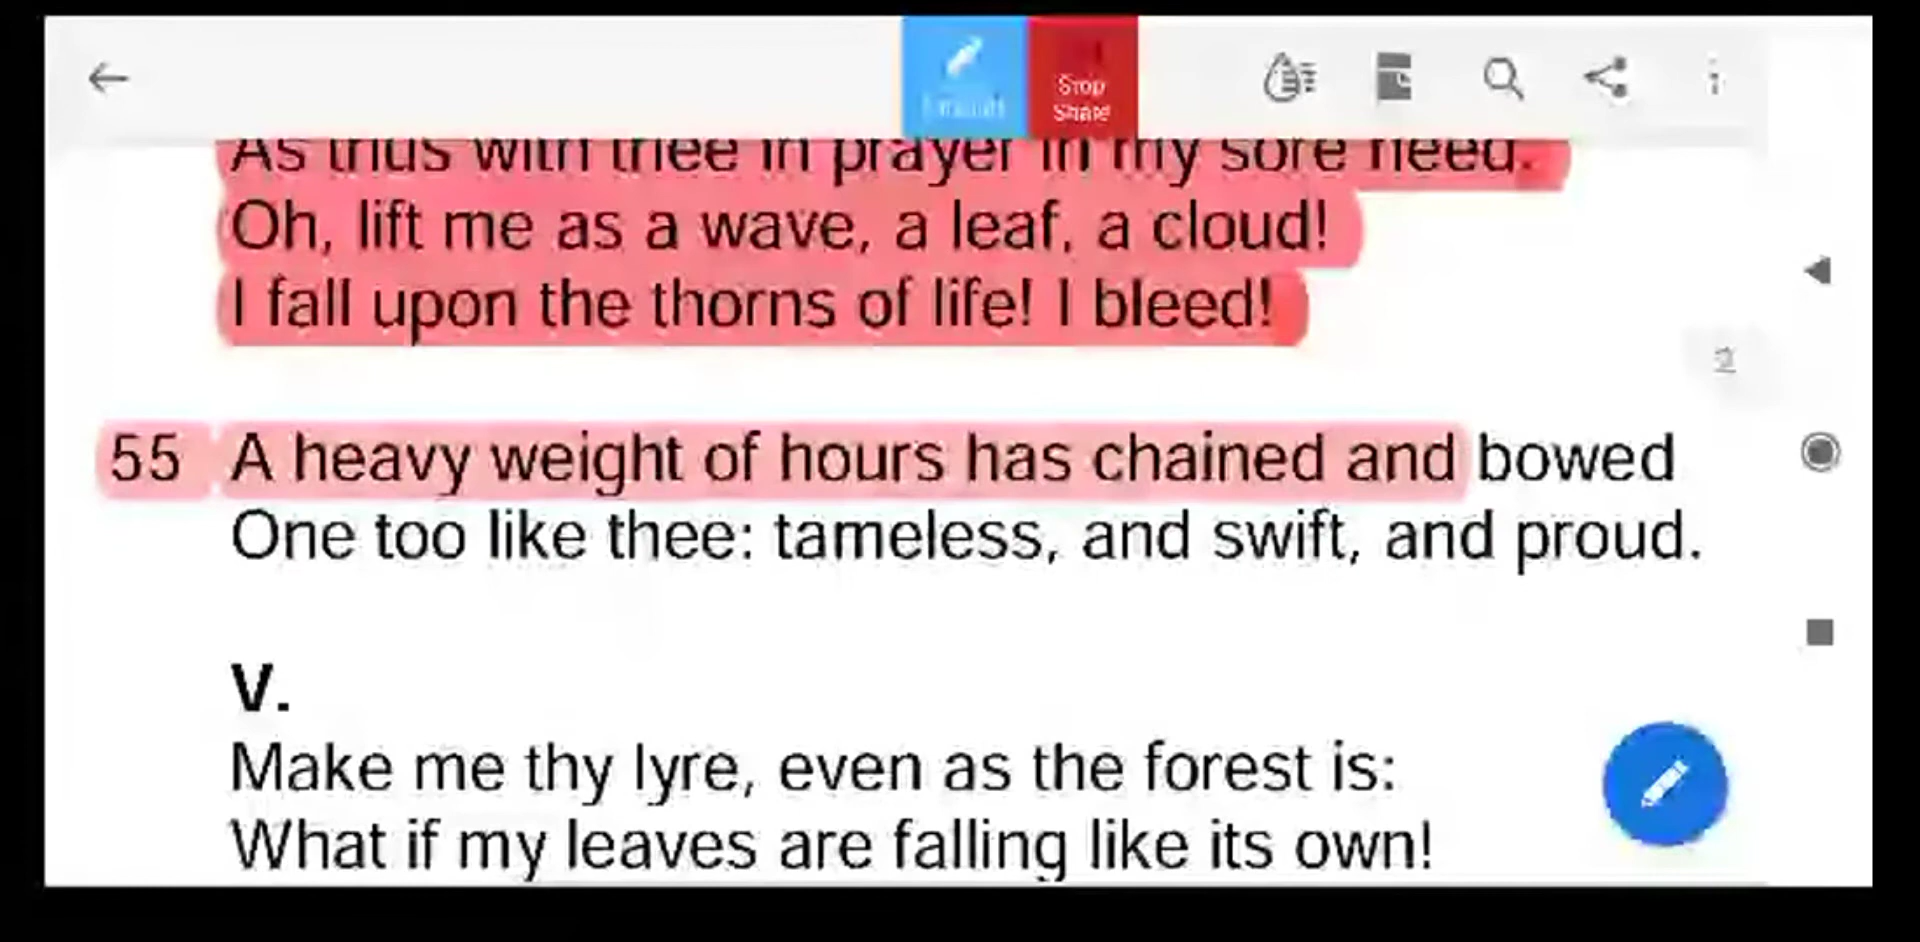 Stop
Share
As thus with thee in prayer in my sore need.
Oh, lift me as a wave, a leaf, a cloud!
I fall upon the thorns of life! I bleed!
2
55 A heavy weight of hours has chained and bowed
One too like thee: tameless, and swift, and proud.
V.
Make me thy lyre, even as the forest is:
What if my leaves are falling like its own!